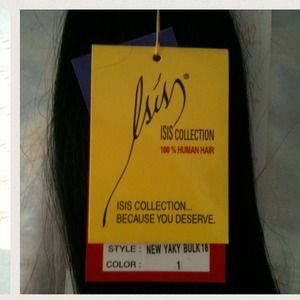 Isis®
ISIS COLLECTION
100 % HUMAN HAIR
ISIS COLLECTION...
BECAUSE YOU DESERVE.
STYLE : NEW YAKY BULK 18
COLOR : 1